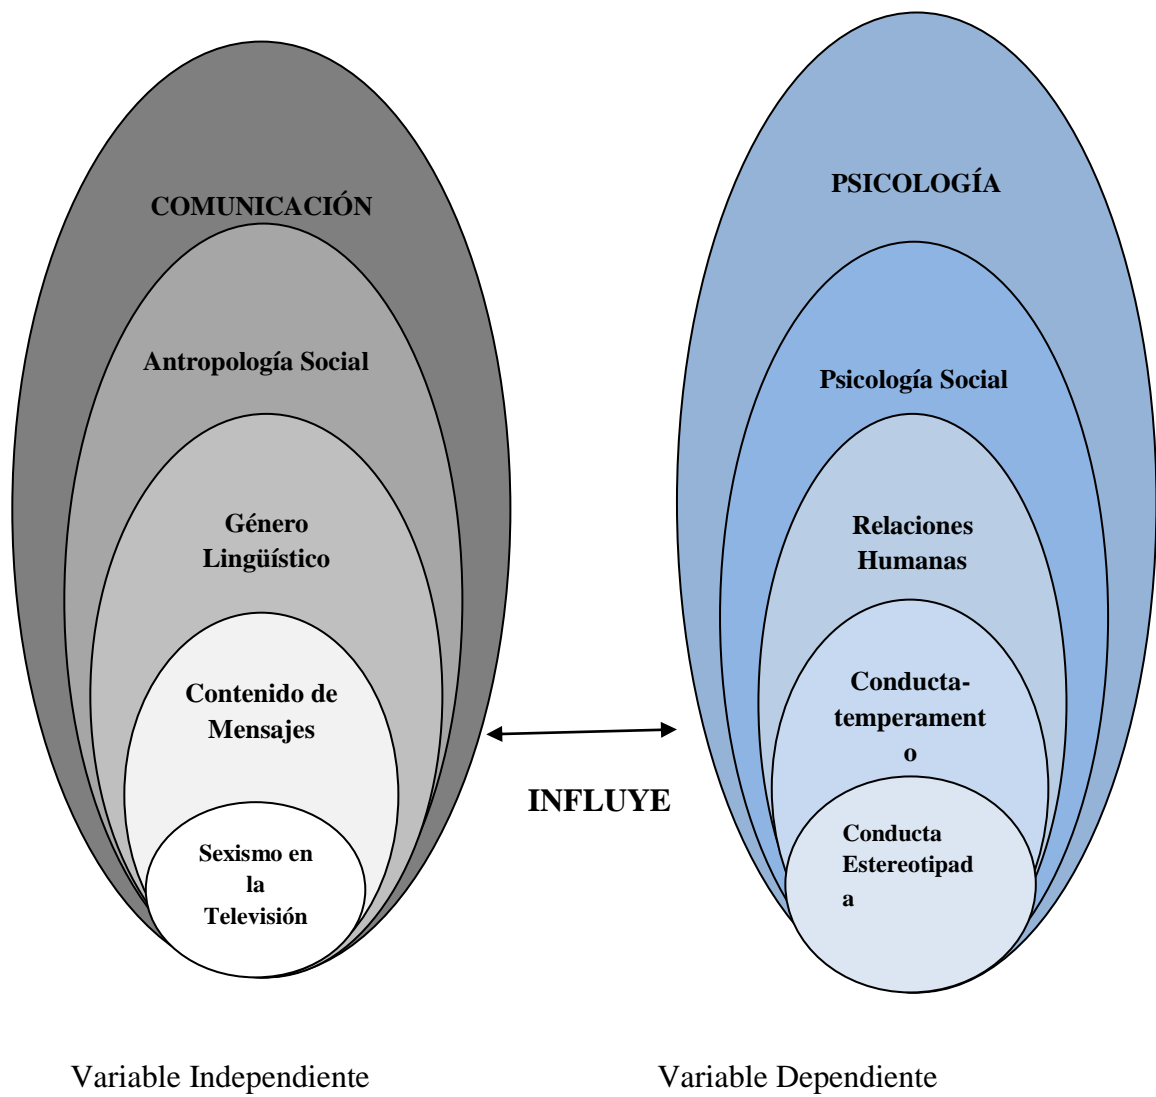 COMUNICACIÓN
Antropología Social
Género
Lingüístico
Contenido de
Mensajes
Sexismo en
la
Televisión
INFLUYE
PSICOLOGÍA
Psicología Social
Relaciones
Humanas
Conducta-
temperament
o
Conducta
Estereotipad
a
Variable Independiente
Variable Dependiente